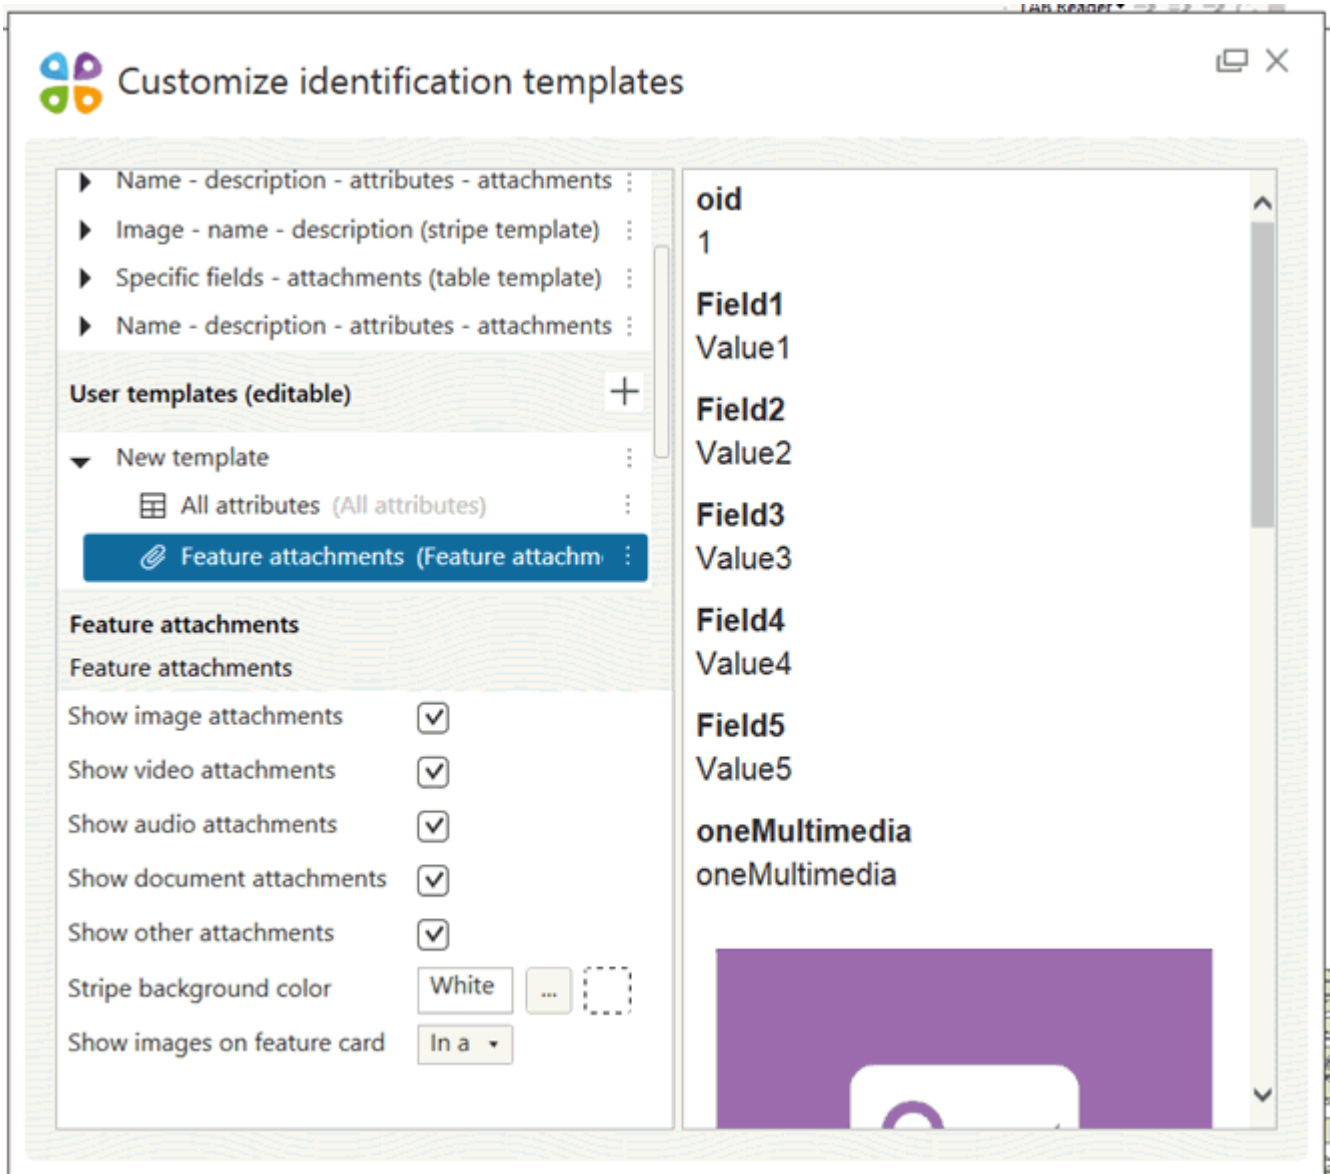 LAB Reader
Customize identification templates
Name - description - attributes - attachments
Image - name - description (stripe template)
Specific fields - attachments (table template)
Name - description - attributes - attachments
User templates (editable)
New template
All attributes (All attributes)
Feature attachments (Feature attachm
Feature attachments
Feature attachments
Show image attachments
Show video attachments
Show audio attachments
Show document attachments
Show other attachments
Stripe background color White ...
Show images on feature card In a
oid
1
Field1
Value1
Field2
Value2
Field3
Value3
Field4
Value4
Field5
Value5
oneMultimedia
oneMultimedia